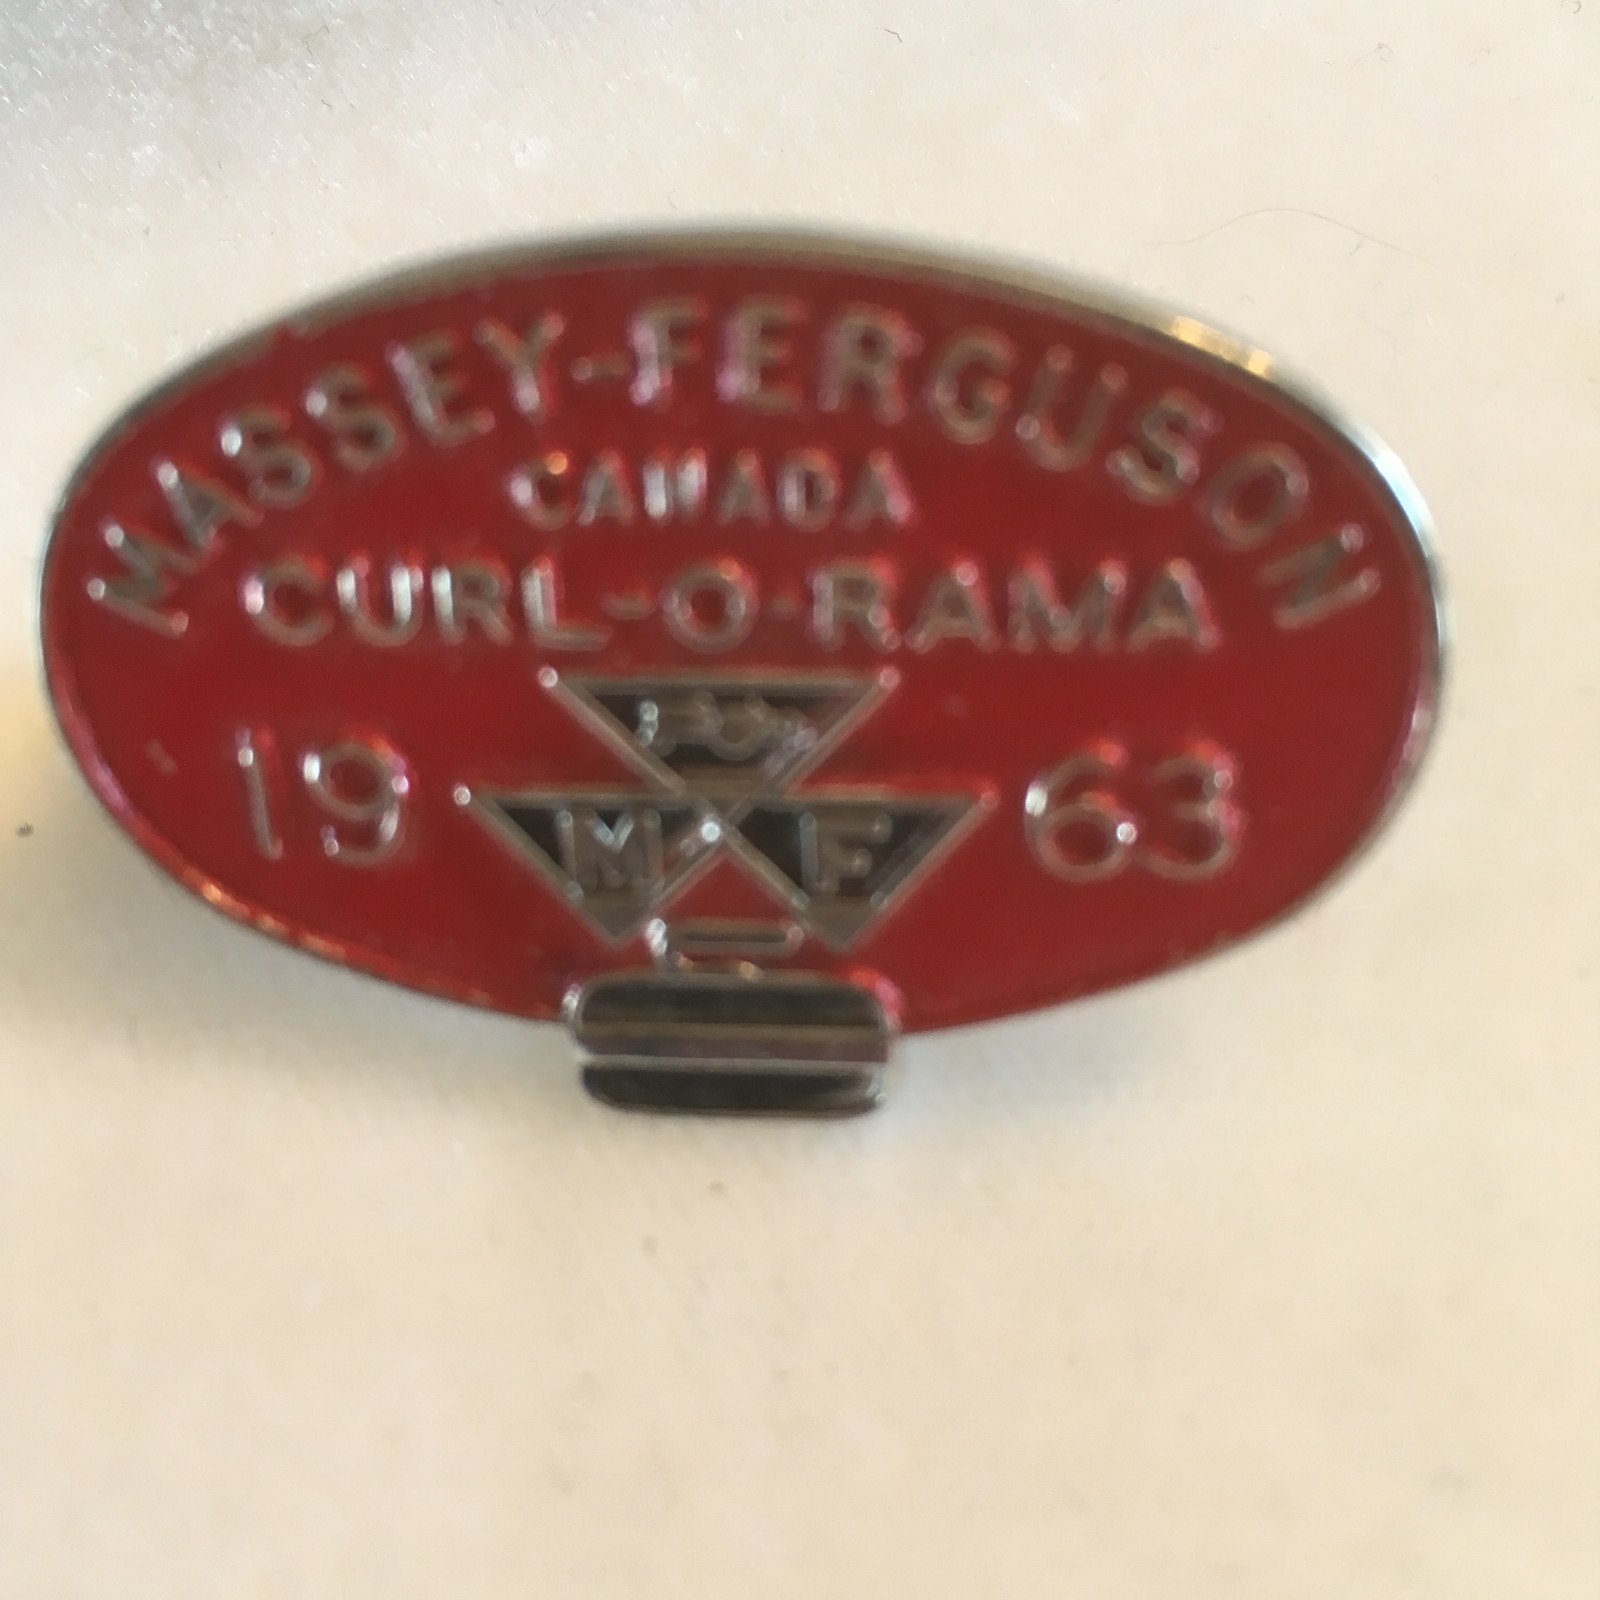 MASSEY-FERGUSON
CANADA
CURL-O-RAMA
19 63
M F